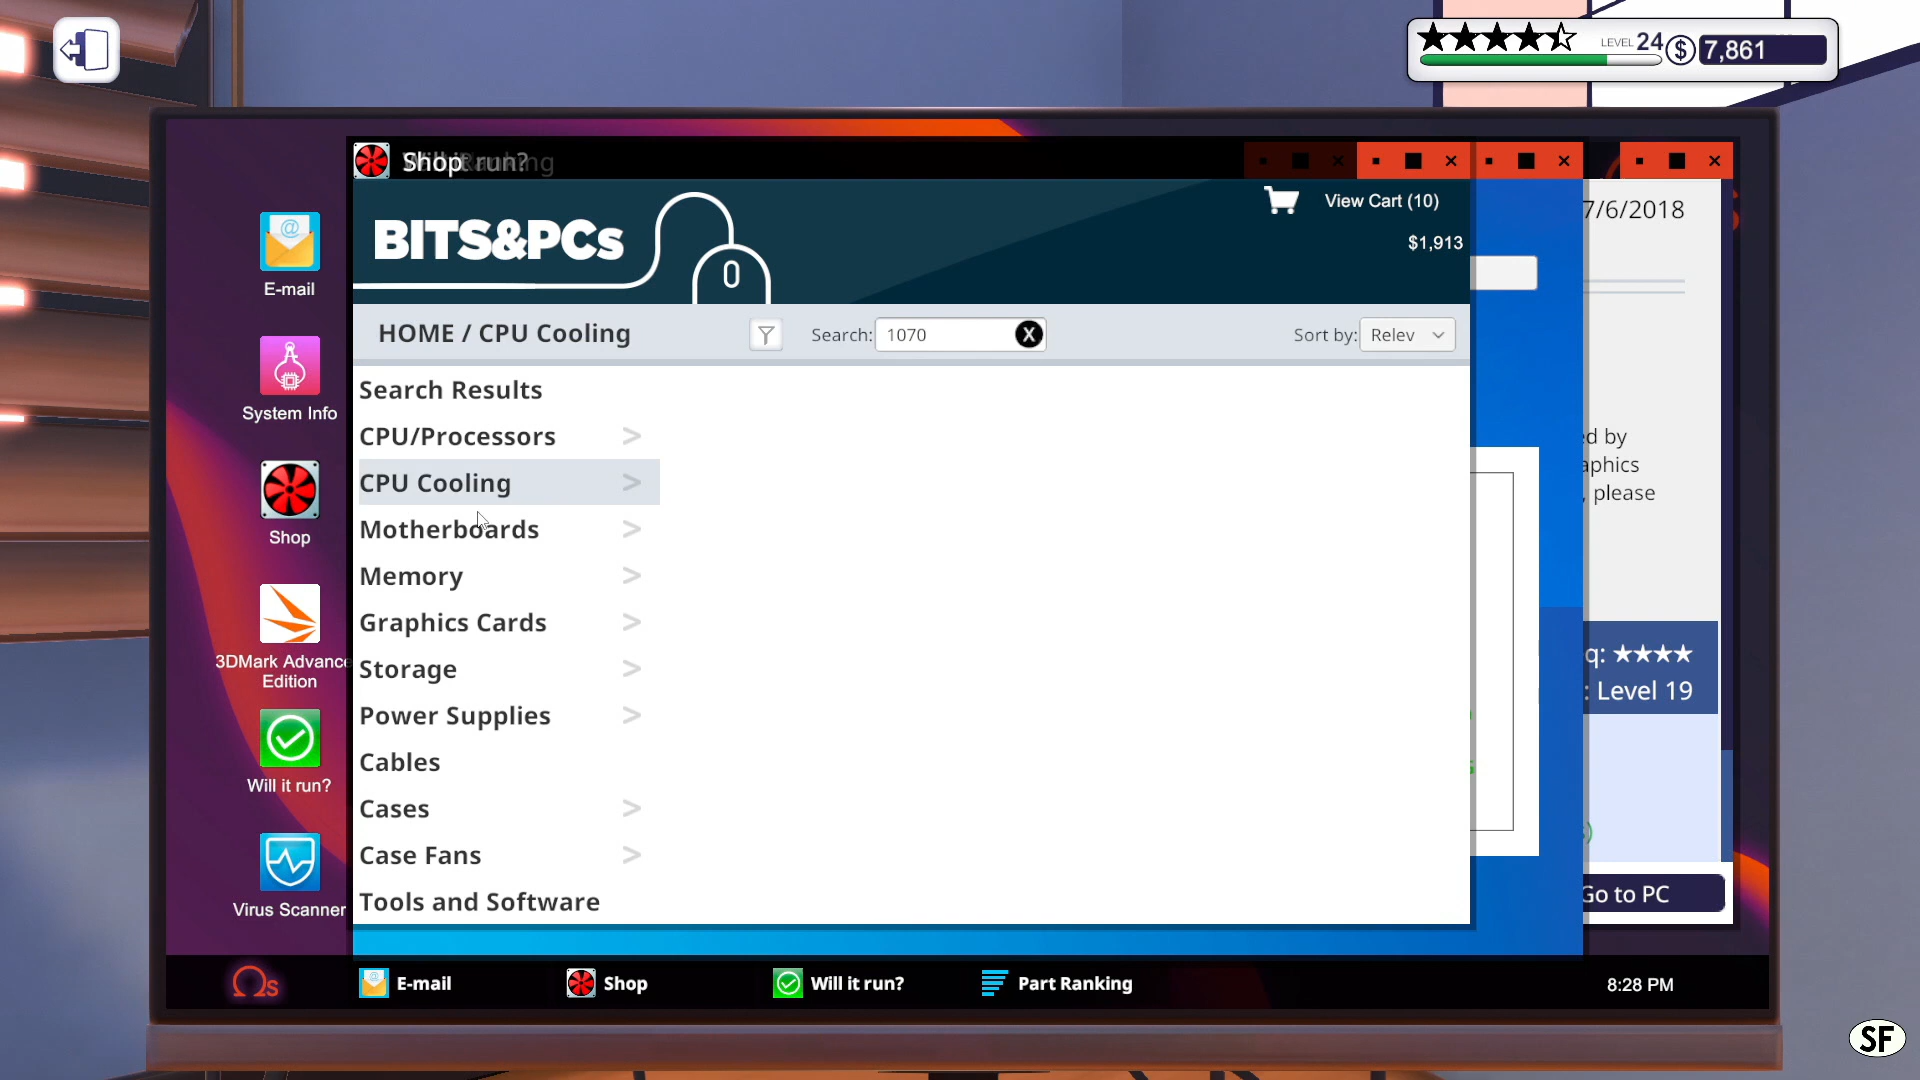 LEVEL 24
$ 7,861
Shop
View Cart (10)
BITS&PCs
$1,913
7/6/2018
HOME / CPU Cooling
Search: 1070 X
Sort by: Relev
Search Results
CPU/Processors >
CPU Cooling >
Motherboards >
Memory >
Graphics Cards >
Storage >
Power Supplies >
Cables
Cases >
Case Fans >
Tools and Software
ed by
aphics
, please
q: ★★★★
: Level 19
Go to PC
E-mail
System Info
Shop
3DMark Advance
Edition
Will it run?
Virus Scanner
Ωs
E-mail
Shop
Will it run?
Part Ranking
8:28 PM
SF